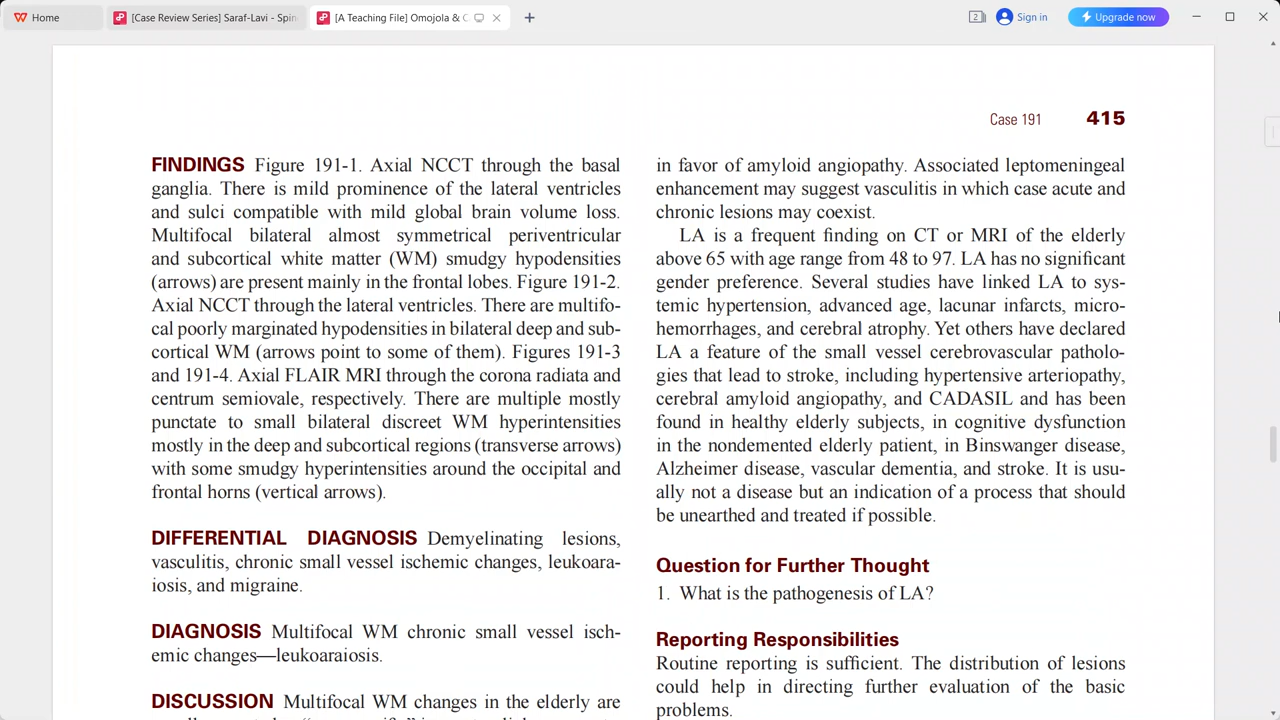 Home
[Case Review Series] Saraf-Lavi - Spin
[A Teaching File] Omojola & C
2
Sign in
Upgrade now
Case 191 415
FINDINGS Figure 191-1. Axial NCCT through the basal
ganglia. There is mild prominence of the lateral ventricles
and sulci compatible with mild global brain volume loss.
Multifocal bilateral almost symmetrical periventricular
and subcortical white matter (WM) smudgy hypodensities
(arrows) are present mainly in the frontal lobes. Figure 191-2.
Axial NCCT through the lateral ventricles. There are multifo-
cal poorly marginated hypodensities in bilateral deep and sub-
cortical WM (arrows point to some of them). Figures 191-3
and 191-4. Axial FLAIR MRI through the corona radiata and
centrum semiovale, respectively. There are multiple mostly
punctate to small bilateral discreet WM hyperintensities
mostly in the deep and subcortical regions (transverse arrows)
with some smudgy hyperintensities around the occipital and
frontal horns (vertical arrows).
DIFFERENTIAL DIAGNOSIS Demyelinating lesions,
vasculitis, chronic small vessel ischemic changes, leukoara-
iosis, and migraine.
DIAGNOSIS Multifocal WM chronic small vessel isch-
emic changes—leukoaraiosis.
DISCUSSION Multifocal WM changes in the elderly are
in favor of amyloid angiopathy. Associated leptomeningeal
enhancement may suggest vasculitis in which case acute and
chronic lesions may coexist.
LA is a frequent finding on CT or MRI of the elderly
above 65 with age range from 48 to 97. LA has no significant
gender preference. Several studies have linked LA to sys-
temic hypertension, advanced age, lacunar infarcts, micro-
hemorrhages, and cerebral atrophy. Yet others have declared
LA a feature of the small vessel cerebrovascular patholo-
gies that lead to stroke, including hypertensive arteriopathy,
cerebral amyloid angiopathy, and CADASIL and has been
found in healthy elderly subjects, in cognitive dysfunction
in the nondemented elderly patient, in Binswanger disease,
Alzheimer disease, vascular dementia, and stroke. It is usu-
ally not a disease but an indication of a process that should
be unearthed and treated if possible.
Question for Further Thought
1. What is the pathogenesis of LA?
Reporting Responsibilities
Routine reporting is sufficient. The distribution of lesions
could help in directing further evaluation of the basic
problems.